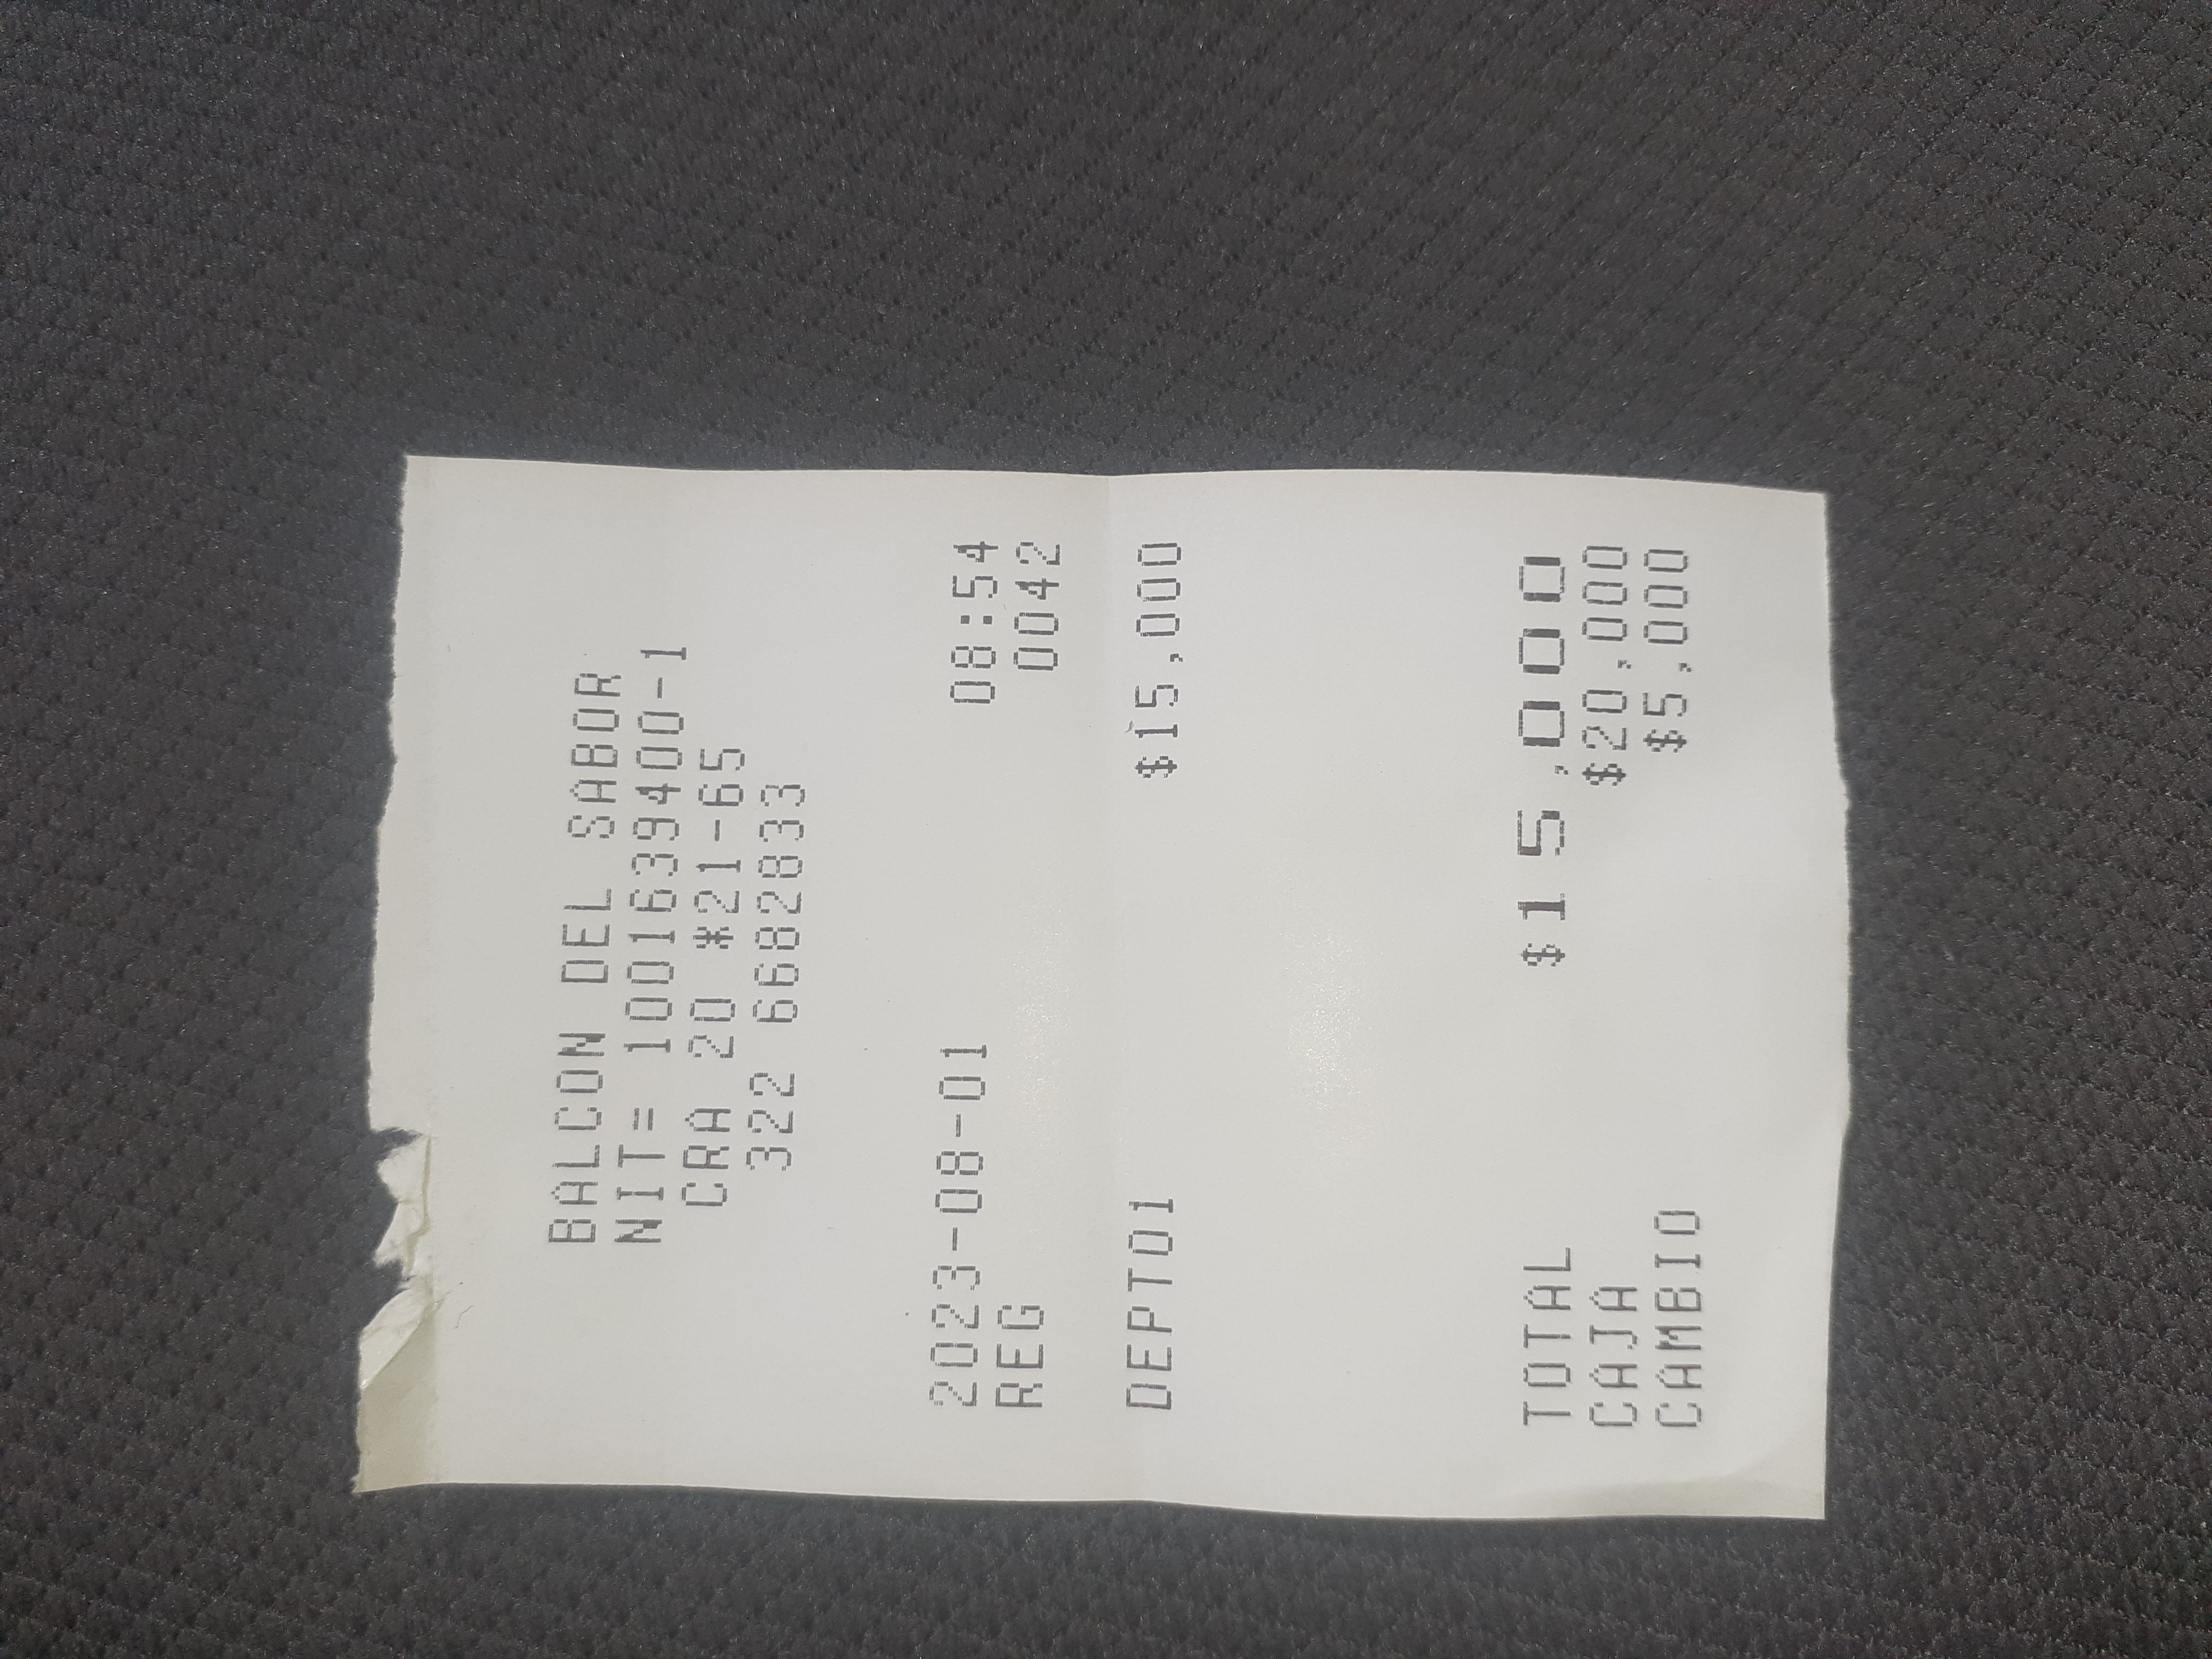 BALCON DEL SABOR
NIT= 1001639400-1
CRA 20 *21-65
322 6682833
2023-08-01 08:54
REG 0042
DEPT01 $15,000
TOTAL $15,000
CAJA $20,000
CAMBIO $5,000